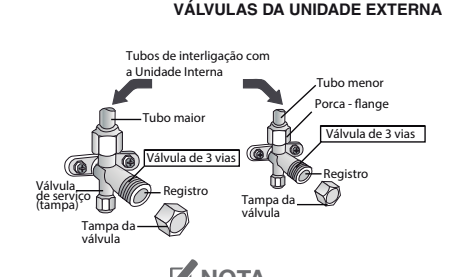 VÁLVULAS DA UNIDADE EXTERNA
Tubos de interligação com
a Unidade Interna
Tubo maior
Válvula de 3 vias
Válvula
de serviço
(tampa)
Registro
Tampa da
válvula
Tubo menor
Porca - flange
Válvula de 3 vias
Registro
Tampa da
válvula
NOTA